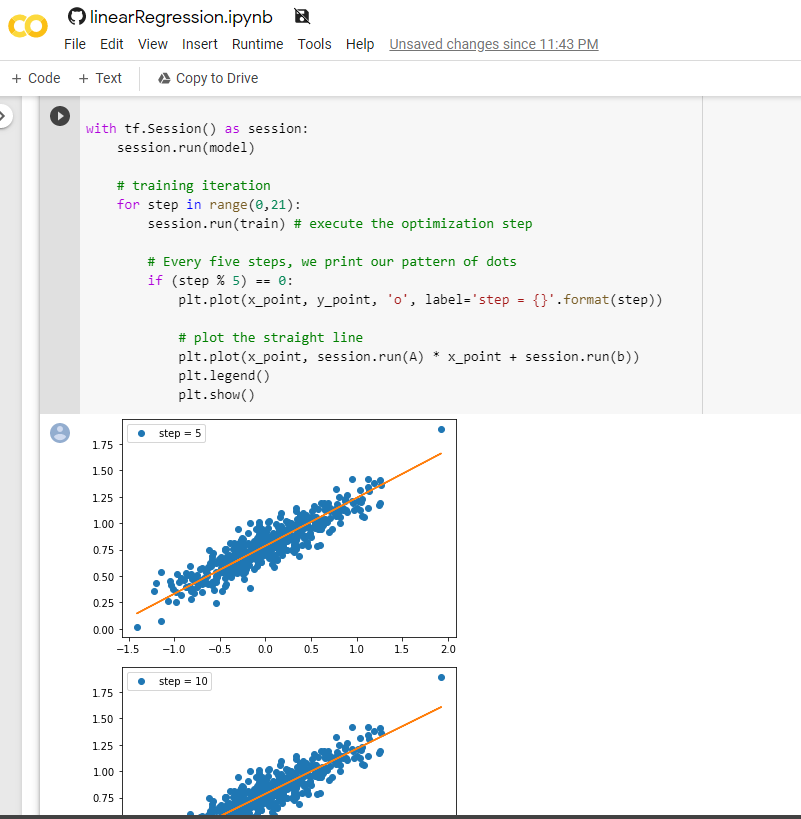 linearRegression.ipynb
File Edit View Insert Runtime Tools Help Unsaved changes since 11:43 PM
+ Code + Text Copy to Drive
with tf.Session() as session:
    session.run(model)
    # training iteration
    for step in range(0,21):
        session.run(train) # execute the optimization step
        # Every five steps, we print our pattern of dots
        if (step % 5) == 0:
            plt.plot(x_point, y_point, 'o', label='step = {}'.format(step))
            # plot the straight line
            plt.plot(x_point, session.run(A) * x_point + session.run(b))
            plt.legend()
            plt.show()
step = 5
1.75
1.50
1.25
1.00
0.75
0.50
0.25
0.00
−1.5 −1.0 −0.5 0.0 0.5 1.0 1.5 2.0
step = 10
1.75
1.50
1.25
1.00
0.75